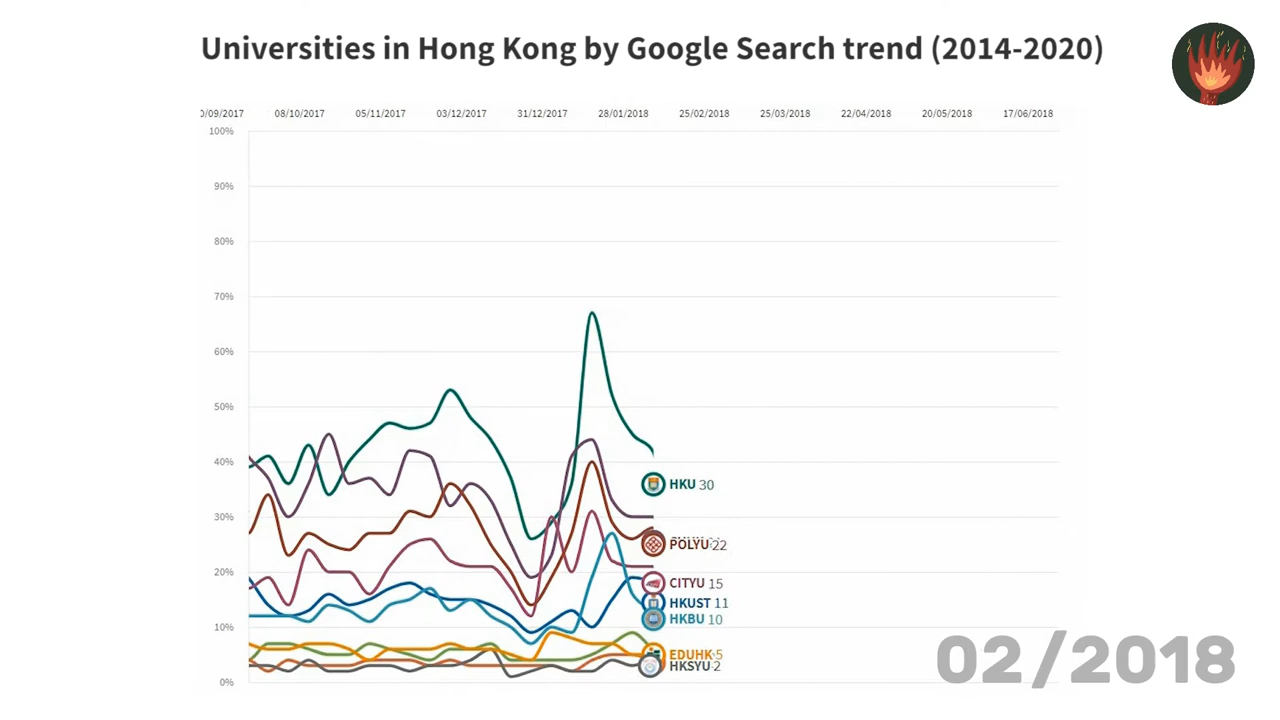 Universities in Hong Kong by Google Search trend (2014-2020)
0/09/2017 08/10/2017 05/11/2017 03/12/2017 31/12/2017 28/01/2018 25/02/2018 25/03/2018 22/04/2018 20/05/2018 17/06/2018
100%
90%
80%
70%
60%
50%
40%
HKU 30
30%
POLYU 22
20%
CITYU 15
HKUST 11
HKBU 10
10%
EDUHK 5
HKSYU 2
0%
02/2018